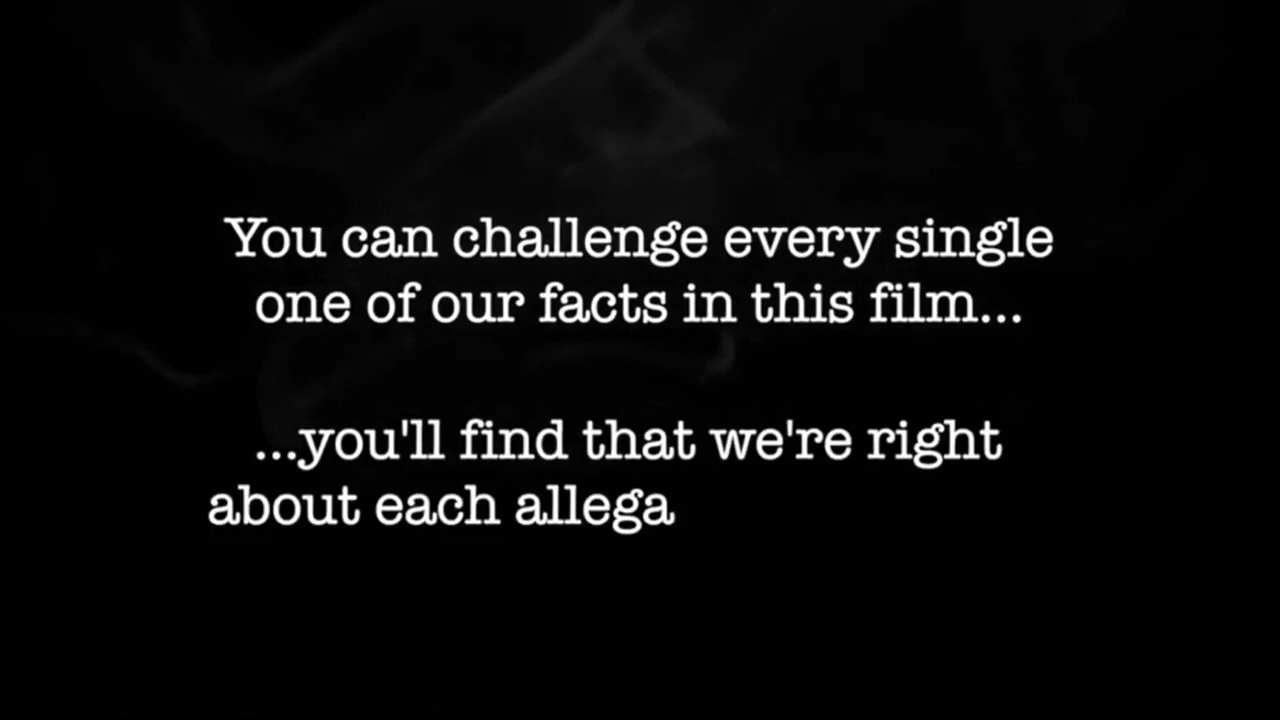 You can challenge every single
one of our facts in this film...
...you'll find that we're right
about each allega